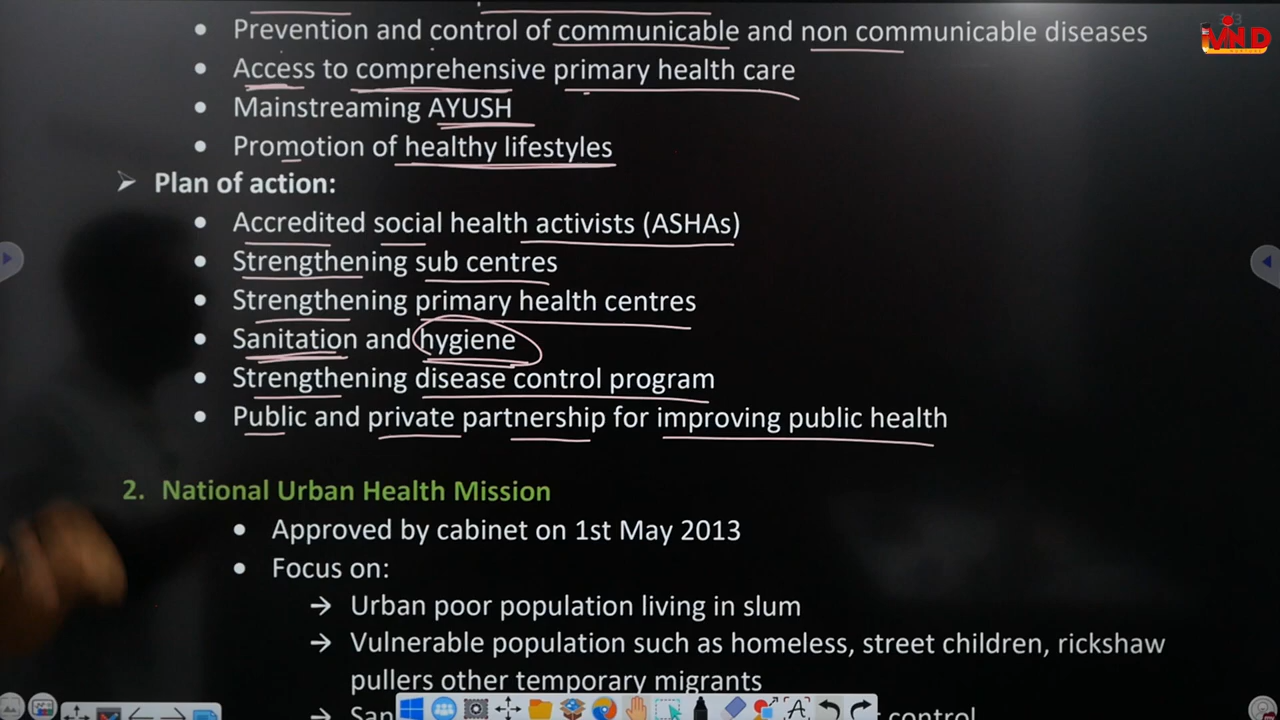 Prevention and control of communicable and non communicable diseases
Access to comprehensive primary health care
Mainstreaming AYUSH
Promotion of healthy lifestyles
Plan of action:
Accredited social health activists (ASHAs)
Strengthening sub centres
Strengthening primary health centres
Sanitation and hygiene
Strengthening disease control program
Public and private partnership for improving public health
2. National Urban Health Mission
Approved by cabinet on 1st May 2013
Focus on:
Urban poor population living in slum
Vulnerable population such as homeless, street children, rickshaw
pullers other temporary migrants
control